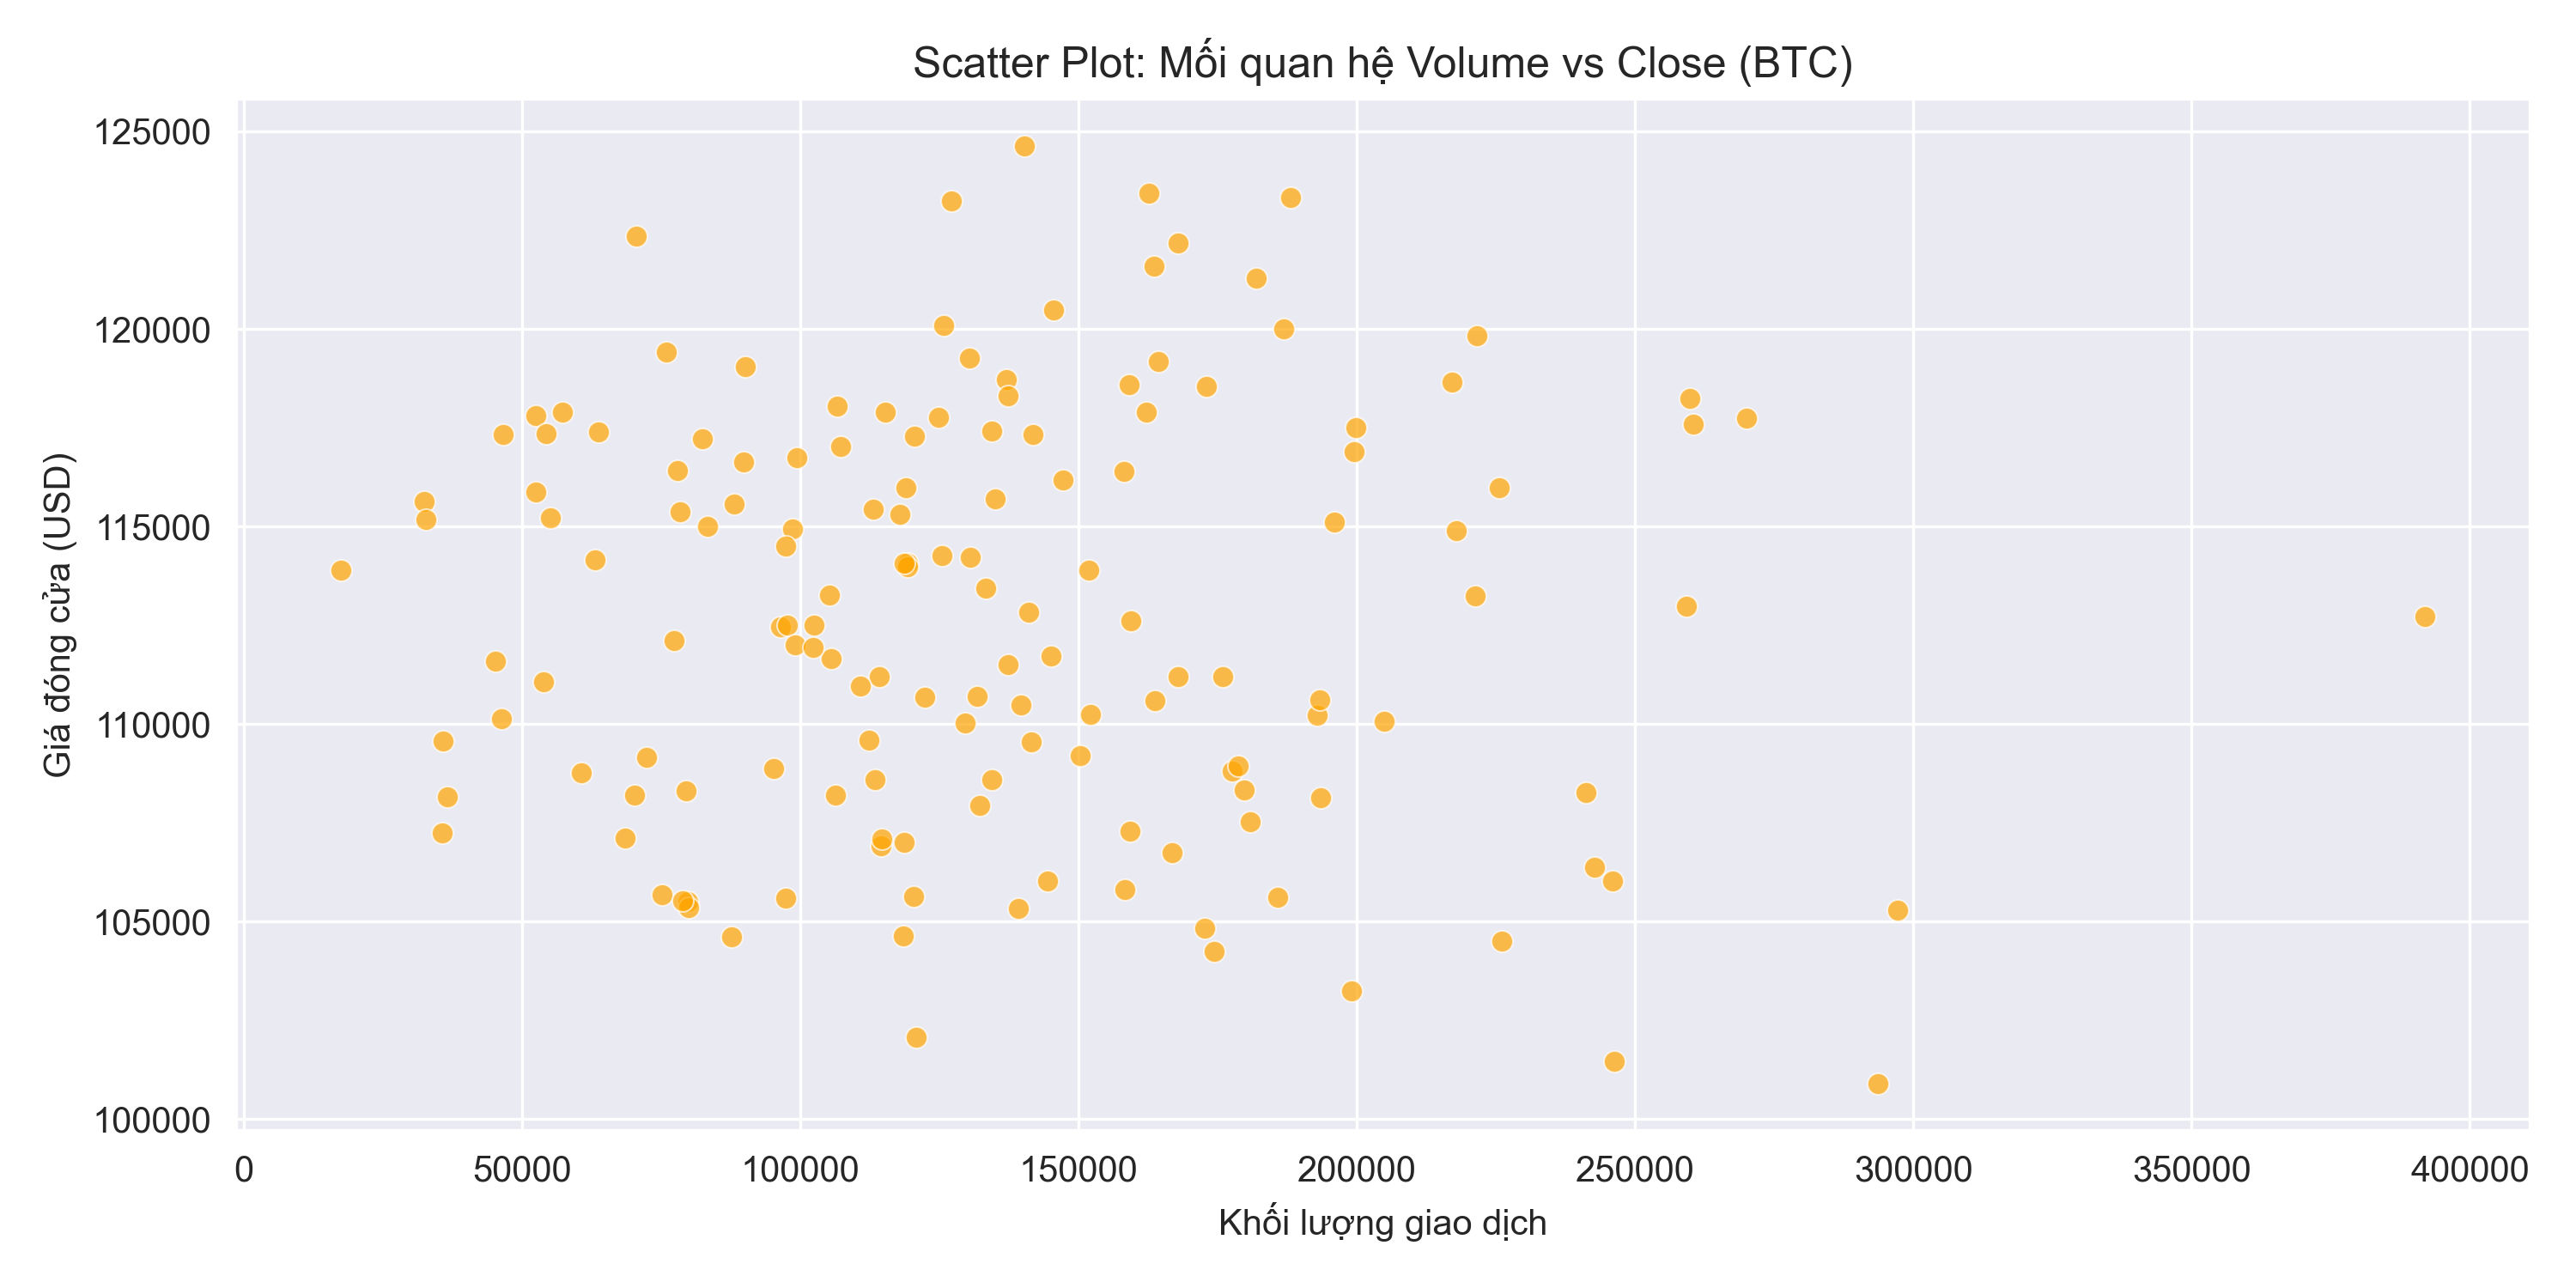 Scatter Plot: Mối quan hệ Volume vs Close (BTC)
125000
120000
115000
110000
105000
100000
Giá đóng cửa (USD)
0 50000 100000 150000 200000 250000 300000 350000 400000
Khối lượng giao dịch